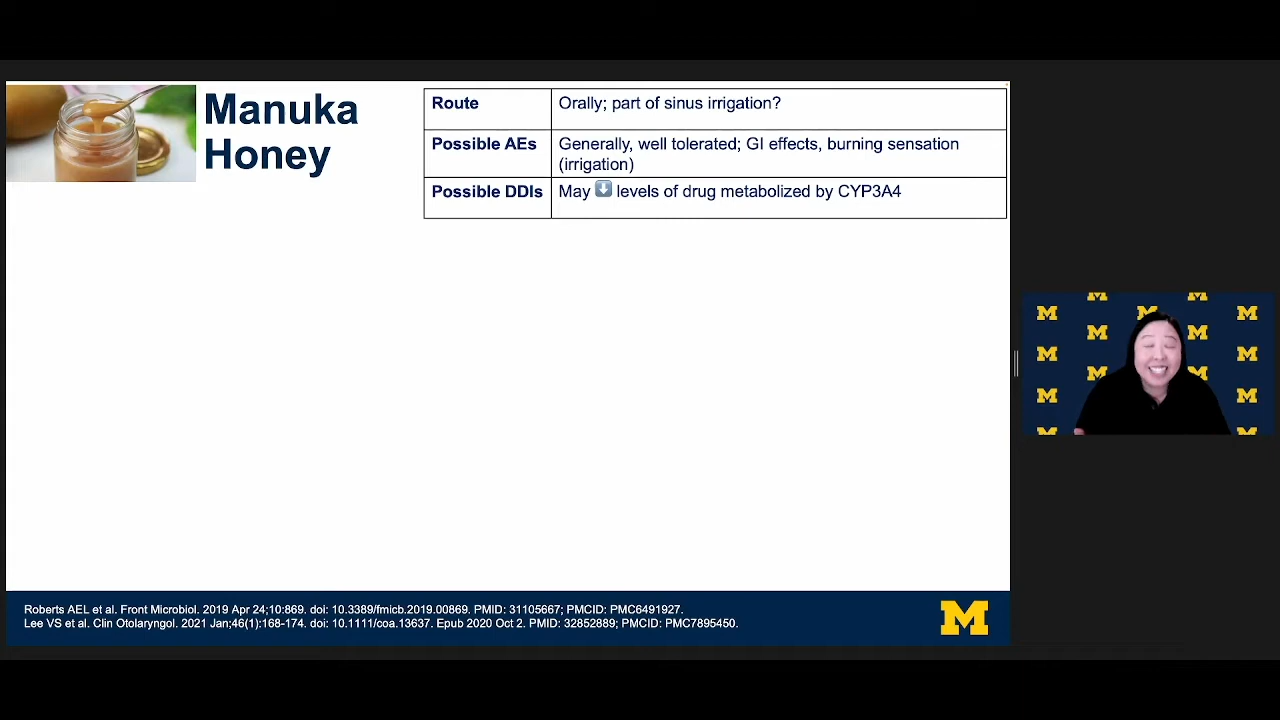 Manuka
Honey
Route
Orally; part of sinus irrigation?
Possible AEs
Generally, well tolerated; GI effects, burning sensation
(irrigation)
Possible DDIs
May ⬇️ levels of drug metabolized by CYP3A4
Roberts AEL et al. Front Microbiol. 2019 Apr 24;10:869. doi: 10.3389/fmicb.2019.00869. PMID: 31105667; PMCID: PMC6491927.
Lee VS et al. Clin Otolaryngol. 2021 Jan;46(1):168-174. doi: 10.1111/coa.13637. Epub 2020 Oct 2. PMID: 32852889; PMCID: PMC7895450.
M